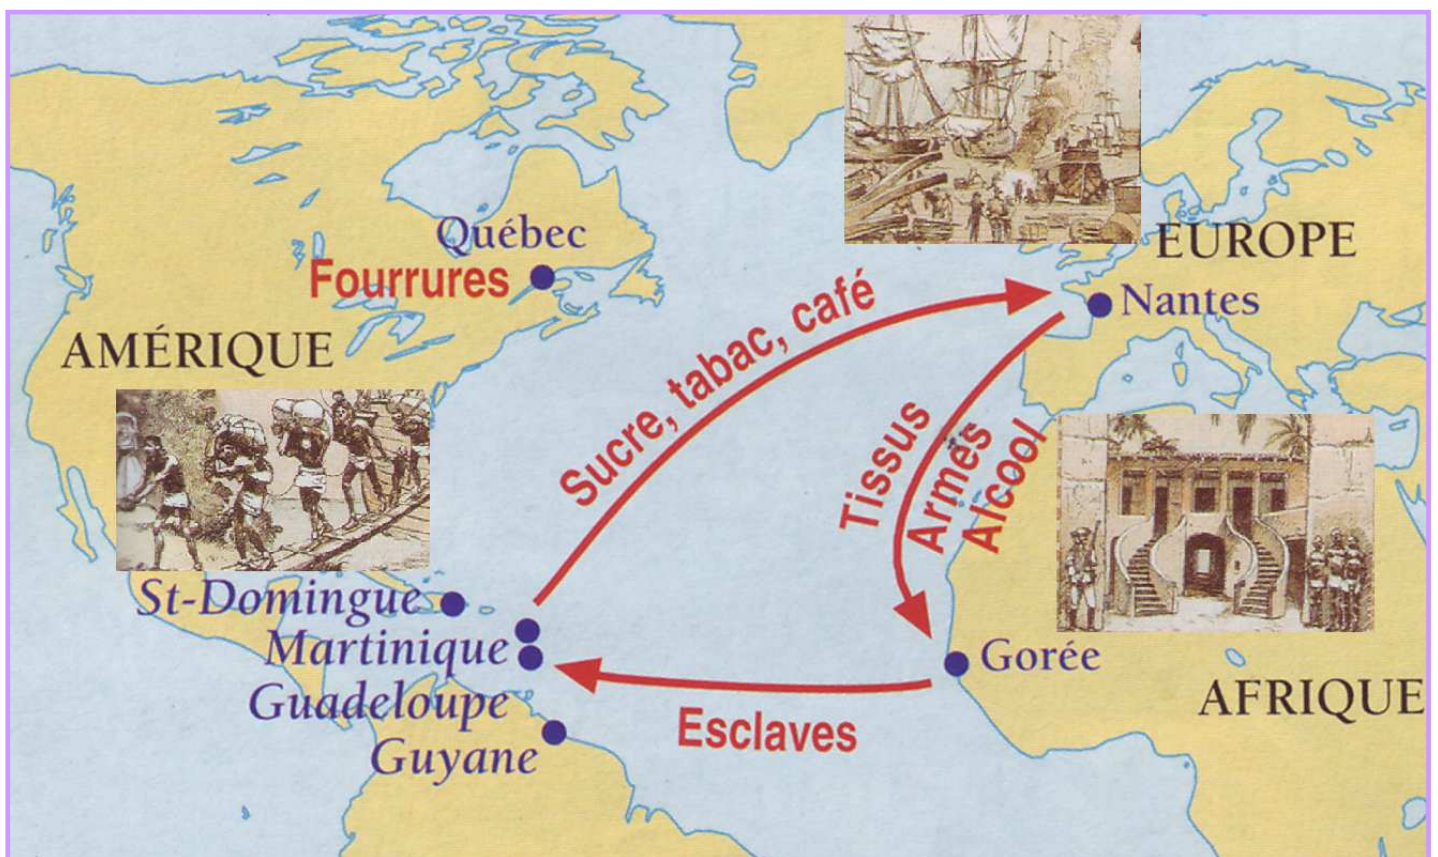 Québec
Fourrures
EUROPE
Nantes
AMÉRIQUE
Sucre, tabac, café
Tissus
Armes
Alcool
St-Domingue
Martinique
Guadeloupe
Guyane
Gorée
AFRIQUE
Esclaves